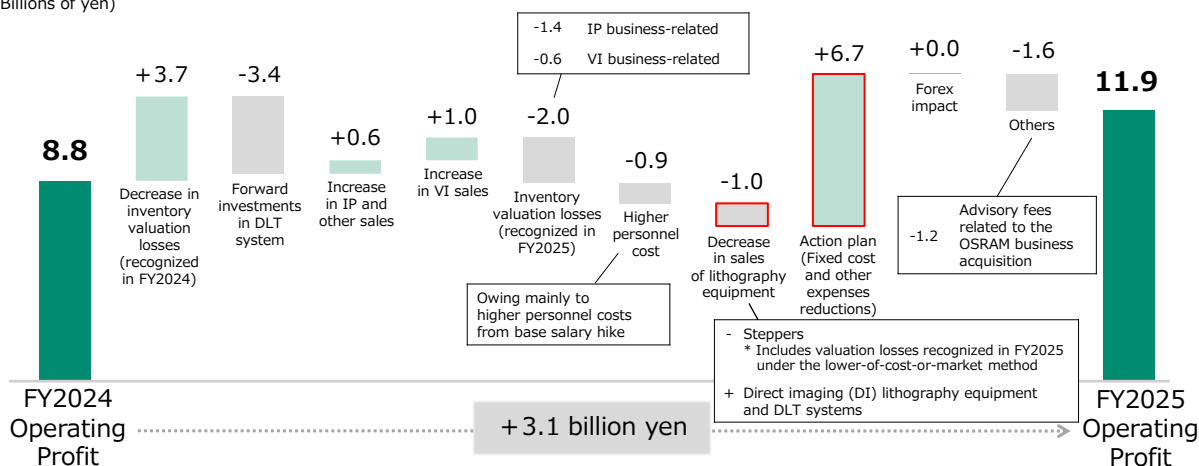 Billions of yen)
8.8
FY2024
Operating
Profit
+3.7
Decrease in
inventory
valuation
losses
(recognized
in FY2024)
-3.4
Forward
investments
in DLT
system
+0.6
Increase
in IP and
other sales
+1.0
Increase
in VI sales
-1.4 IP business-related
-0.6 VI business-related
-2.0
Inventory
valuation losses
(recognized in
FY2025)
-0.9
Higher
personnel
cost
Owing mainly to
higher personnel costs
from base salary hike
-1.0
Decrease
in sales
of lithography
equipment
- Steppers
* Includes valuation losses recognized in FY2025
under the lower-of-cost-or-market method
+ Direct imaging (DI) lithography equipment
and DLT systems
+6.7
Action plan
(Fixed cost
and other
expenses
reductions)
+0.0
Forex
impact
-1.6
Others
-1.2 Advisory fees
related to the
OSRAM business
acquisition
11.9
FY2025
Operating
Profit
+3.1 billion yen